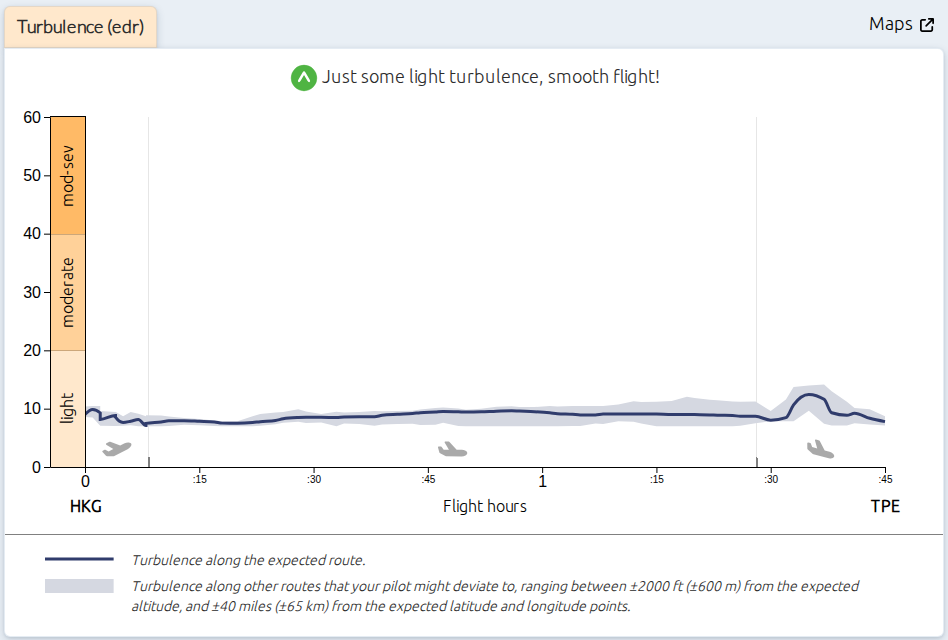 Turbulence (edr)
Maps
Just some light turbulence, smooth flight!
60
50
40
30
20
10
0
mod-sev
moderate
light
0 :15 :30 :45 1 :15 :30 :45
HKG Flight hours TPE
Turbulence along the expected route.
Turbulence along other routes that your pilot might deviate to, ranging between ±2000 ft (±600 m) from the expected
altitude, and ±40 miles (±65 km) from the expected latitude and longitude points.